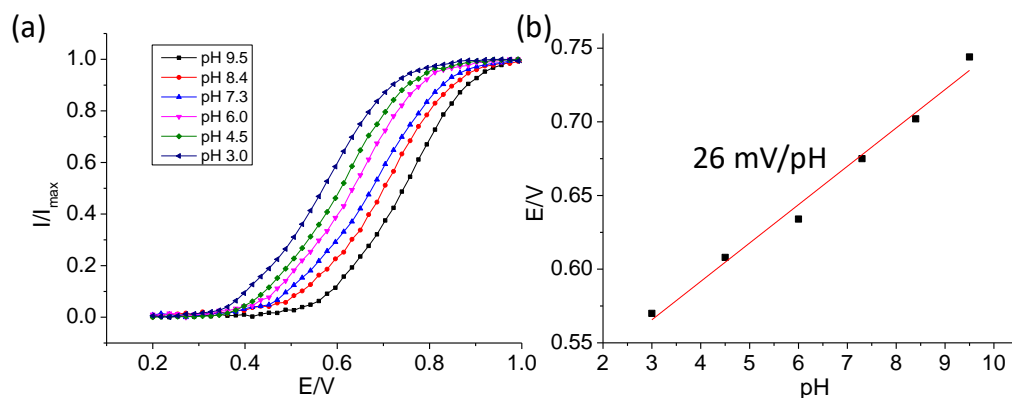 (a)
I/I_max
1.0
0.8
0.6
0.4
0.2
0.0
pH 9.5
pH 8.4
pH 7.3
pH 6.0
pH 4.5
pH 3.0
0.2 0.4 0.6 0.8 1.0
E/V
(b)
E/V
0.75
0.70
0.65
0.60
0.55
26 mV/pH
2 3 4 5 6 7 8 9 10
pH